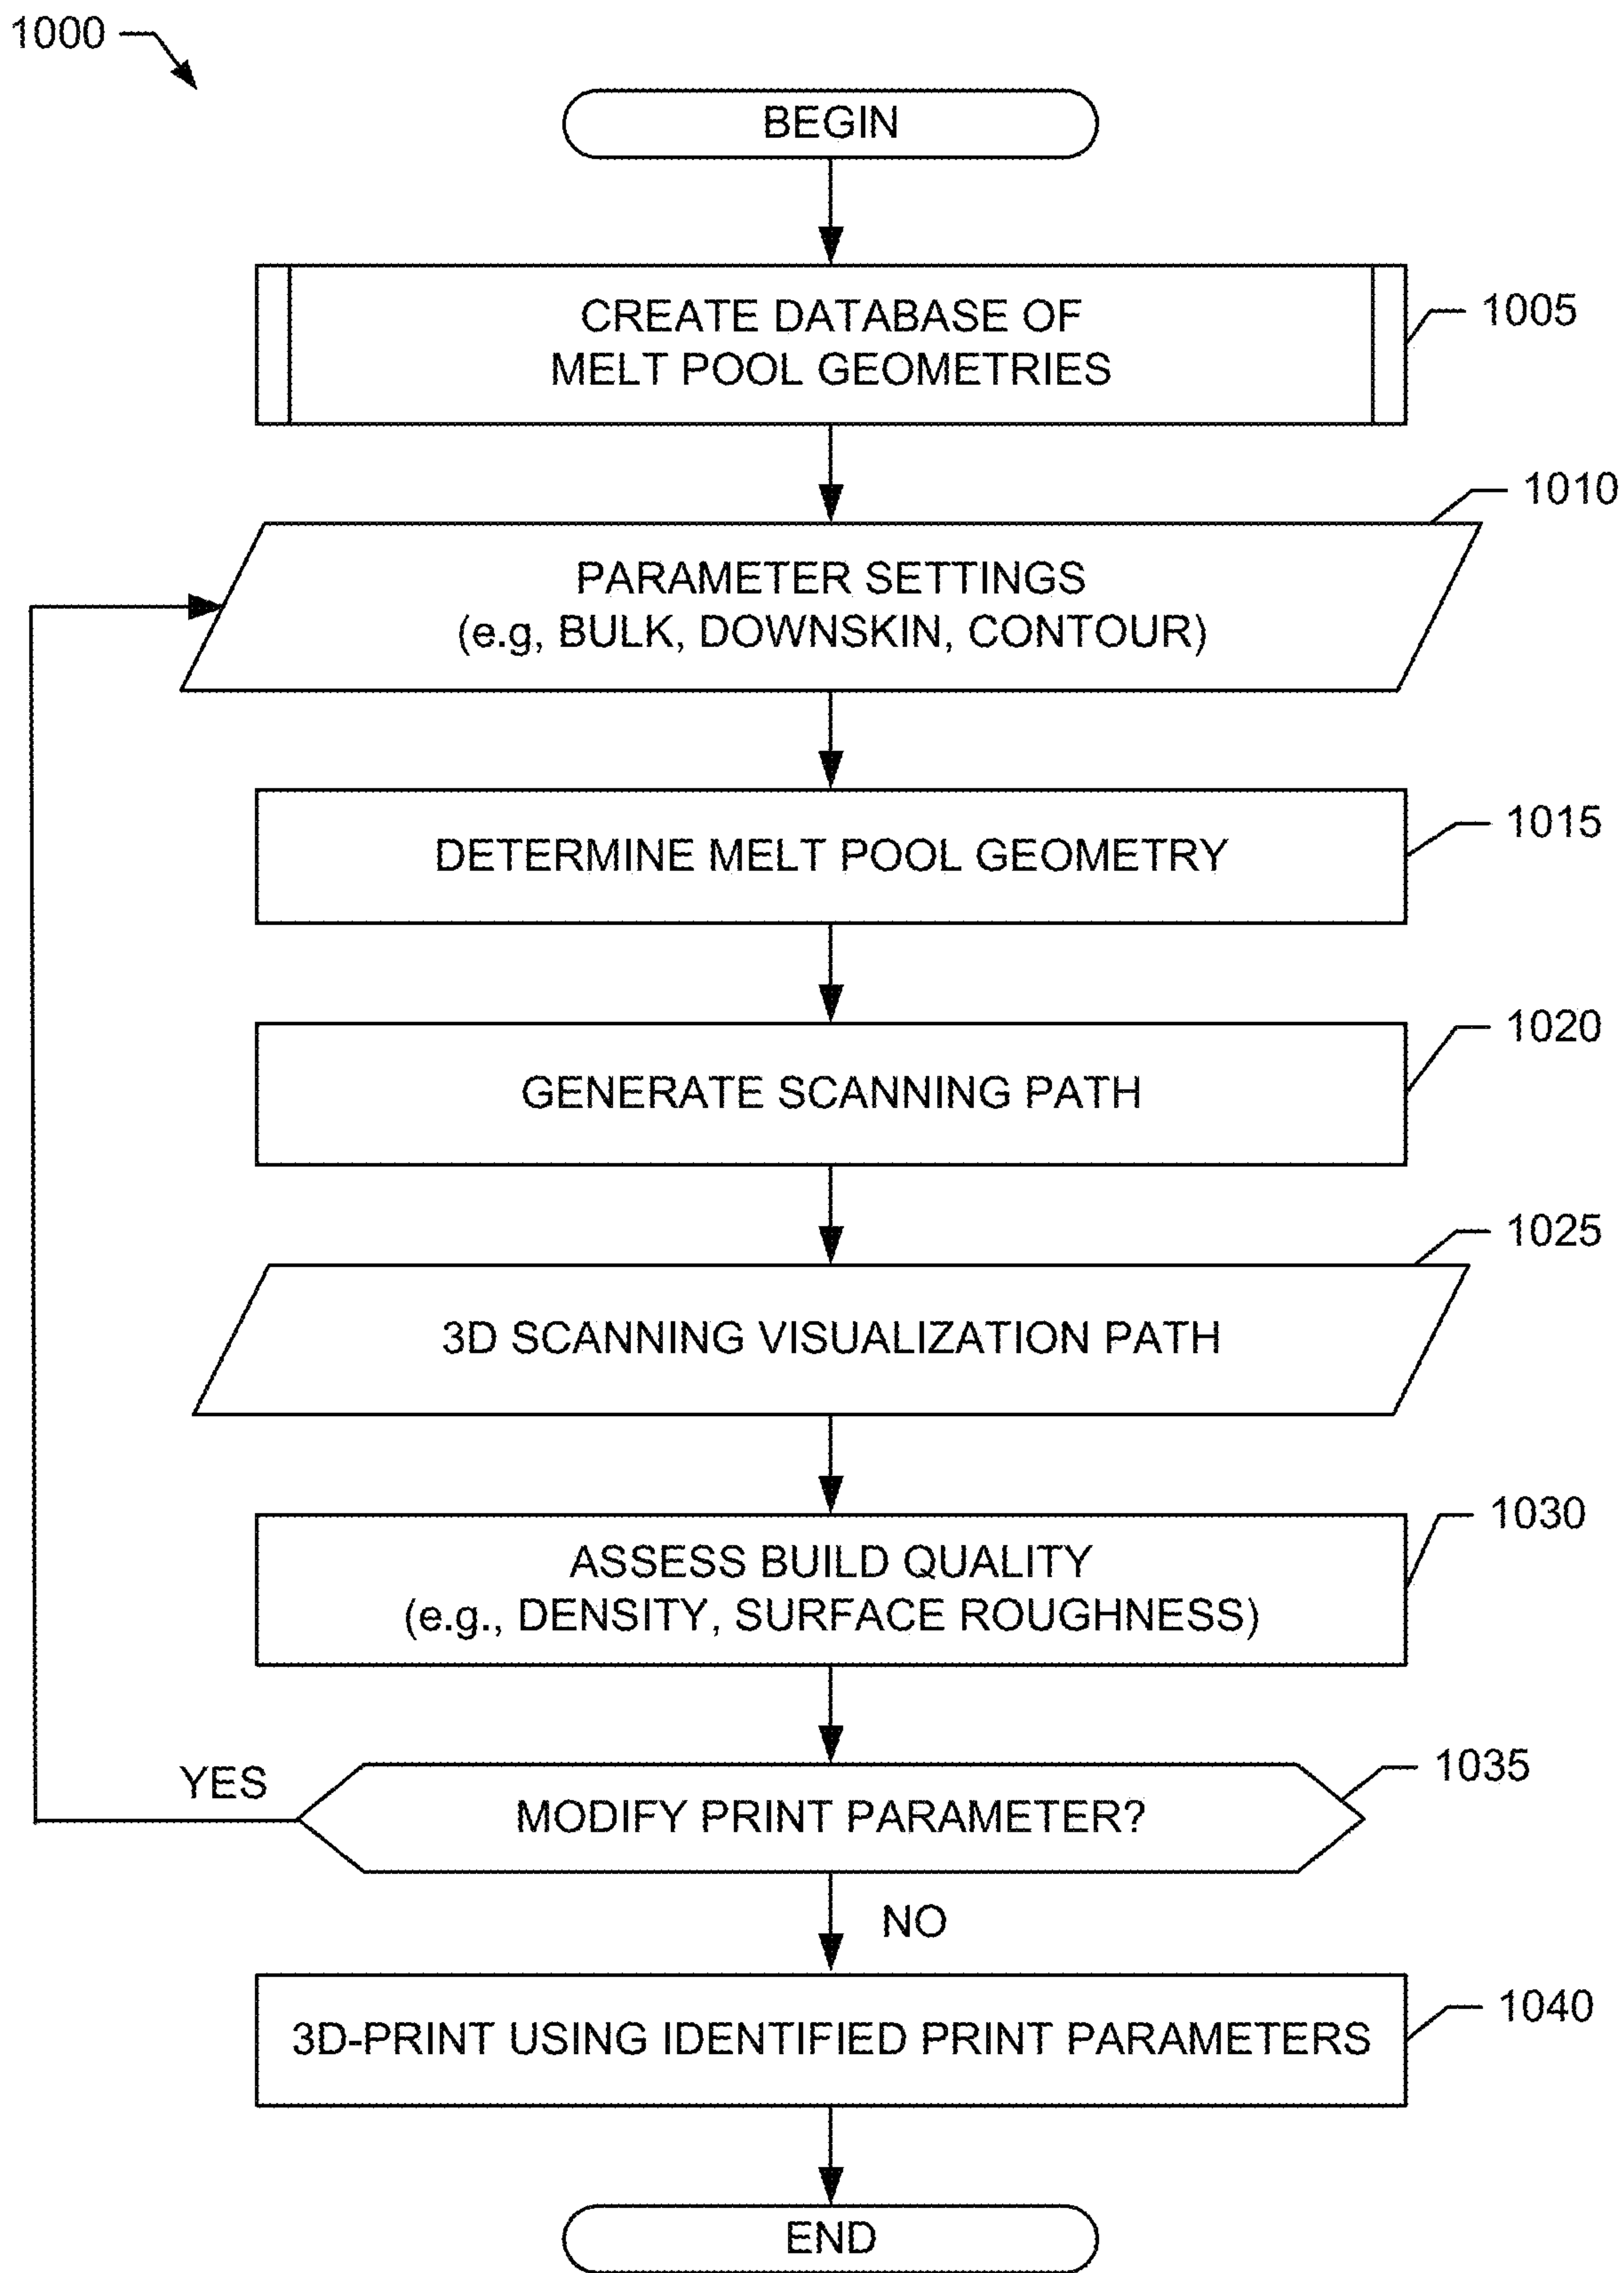 1000
BEGIN
CREATE DATABASE OF
MELT POOL GEOMETRIES
1005
1010
PARAMETER SETTINGS
(e.g, BULK, DOWNSKIN, CONTOUR)
DETERMINE MELT POOL GEOMETRY
1015
GENERATE SCANNING PATH
1020
3D SCANNING VISUALIZATION PATH
1025
ASSESS BUILD QUALITY
(e.g., DENSITY, SURFACE ROUGHNESS)
1030
YES
MODIFY PRINT PARAMETER?
1035
NO
3D-PRINT USING IDENTIFIED PRINT PARAMETERS
1040
END